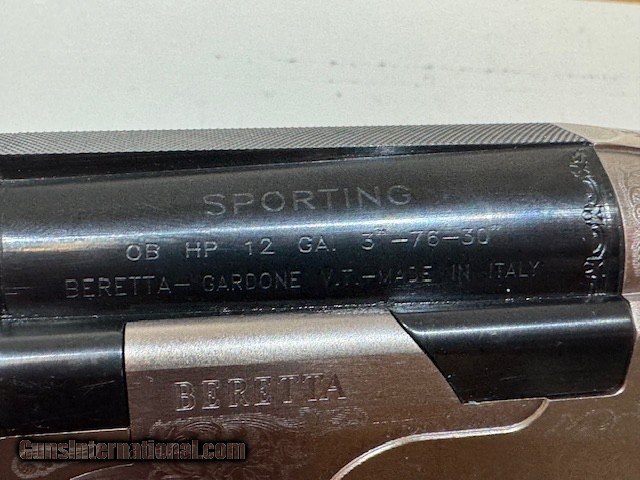 SPORTING
OB HP 12 GA. 3"-76-30"
BERETTA- GARDONE V.T.-MADE IN ITALY
BERETTA
GunsInternational.com